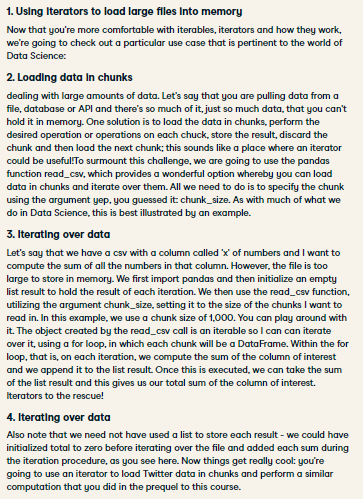 1. Using iterators to load large files into memory
Now that you're more comfortable with iterables, iterators and how they work,
we're going to check out a particular use case that is pertinent to the world of
Data Science:
2. Loading data in chunks
dealing with large amounts of data. Let's say that you are pulling data from a
file, database or API and there's so much of it, just so much data, that you can't
hold it in memory. One solution is to load the data in chunks, perform the
desired operation or operations on each chuck, store the result, discard the
chunk and then load the next chunk; this sounds like a place where an iterator
could be useful!To surmount this challenge, we are going to use the pandas
function read_csv, which provides a wonderful option whereby you can load
data in chunks and iterate over them. All we need to do is to specify the chunk
using the argument yep, you guessed it: chunk_size. As with much of what we
do in Data Science, this is best illustrated by an example.
3. Iterating over data
Let's say that we have a csv with a column called 'x' of numbers and I want to
compute the sum of all the numbers in that column. However, the file is too
large to store in memory. We first import pandas and then initialize an empty
list result to hold the result of each iteration. We then use the read_csv function,
utilizing the argument chunk_size, setting it to the size of the chunks I want to
read in. In this example, we use a chunk size of 1,000. You can play around with
it. The object created by the read_csv call is an iterable so I can can iterate
over it, using a for loop, in which each chunk will be a DataFrame. Within the for
loop, that is, on each iteration, we compute the sum of the column of interest
and we append it to the list result. Once this is executed, we can take the sum
of the list result and this gives us our total sum of the column of interest.
Iterators to the rescue!
4. Iterating over data
Also note that we need not have used a list to store each result - we could have
initialized total to zero before iterating over the file and added each sum during
the iteration procedure, as you see here. Now things get really cool: you're
going to use an iterator to load Twitter data in chunks and perform a similar
computation that you did in the prequel to this course.